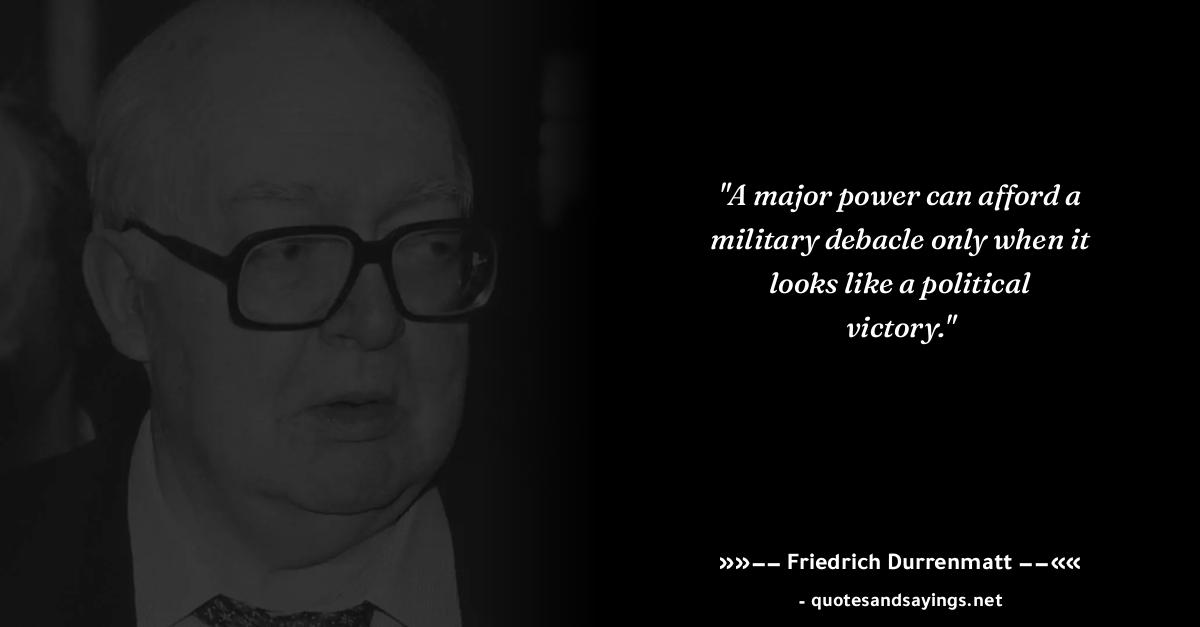 "A major power can afford a
military debacle only when it
looks like a political
victory."
»»−− Friedrich Durrenmatt −−««
- quotesandsayings.net